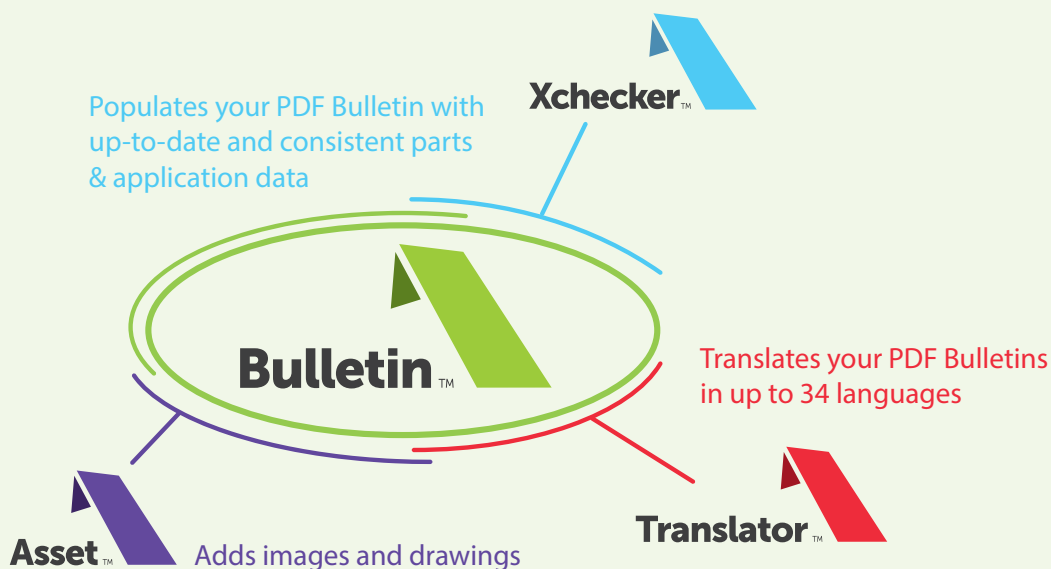 Xchecker™
Populates your PDF Bulletin with
up-to-date and consistent parts
& application data
Bulletin™
Translates your PDF Bulletins
in up to 34 languages
Translator™
Asset™
Adds images and drawings